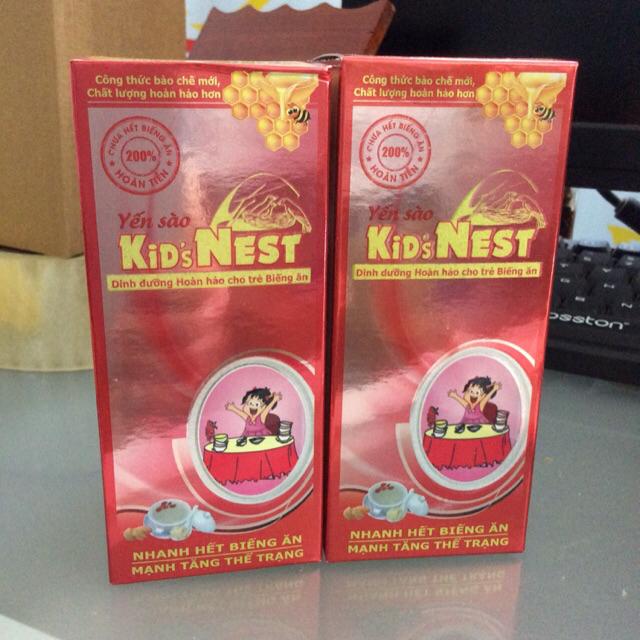 Công thức bào chế mới,
Chất lượng hoàn hảo hơn
CHƯA HẾT BIẾNG ĂN
200%
HOÀN TIỀN
Yến sào
KiD's NEST
Dinh dưỡng Hoàn hảo cho trẻ Biếng ăn
NHANH HẾT BIẾNG ĂN
MẠNH TĂNG THỂ TRẠNG
Công thức bào chế mới,
Chất lượng hoàn hảo hơn
CHƯA HẾT BIẾNG ĂN
200%
HOÀN TIỀN
Yến sào
KiD's NEST
Dinh dưỡng Hoàn hảo cho trẻ Biếng ăn
NHANH HẾT BIẾNG ĂN
MẠNH TĂNG THỂ TRẠNG
osston